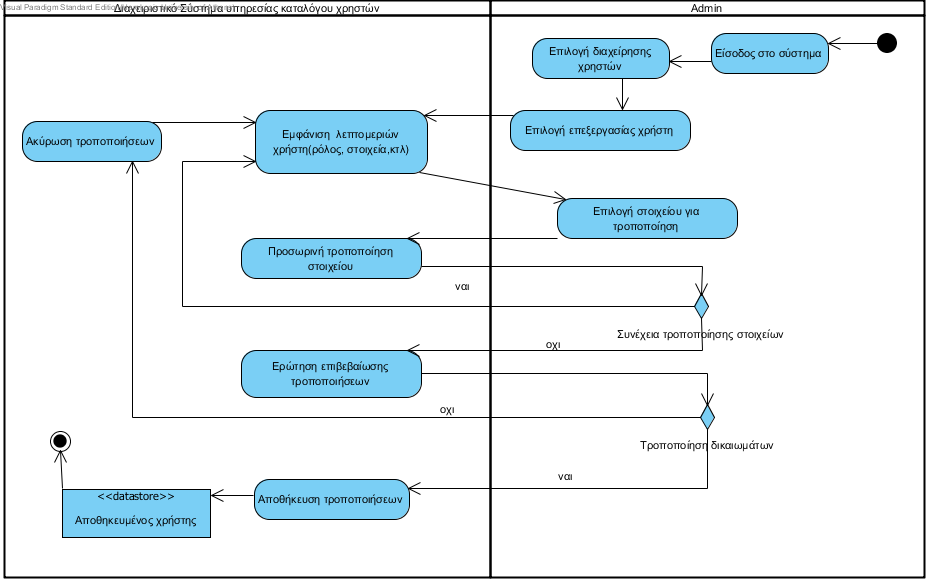 Διαχειριστικό Σύστημα υπηρεσίας καταλόγου χρηστών
Admin
Επιλογή διαχείρησης
χρηστών
Είσοδος στο σύστημα
Ακύρωση τροποποιήσεων
Εμφάνιση λεπτομεριών
χρήστη(ρόλος, στοιχεία,κτλ)
Επιλογή επεξεργασίας χρήστη
Επιλογή στοιχείου για
τροποποίηση
Προσωρινή τροποποίηση
στοιχείου
ναι
Συνέχεια τροποποίησης στοιχείων
οχι
Ερώτηση επιβεβαίωσης
τροποποιήσεων
οχι
Τροποποίηση δικαιωμάτων
ναι
<<datastore>>
Αποθηκευμένος χρήστης
Αποθήκευση τροποποιήσεων
Visual Paradigm Standard Edition